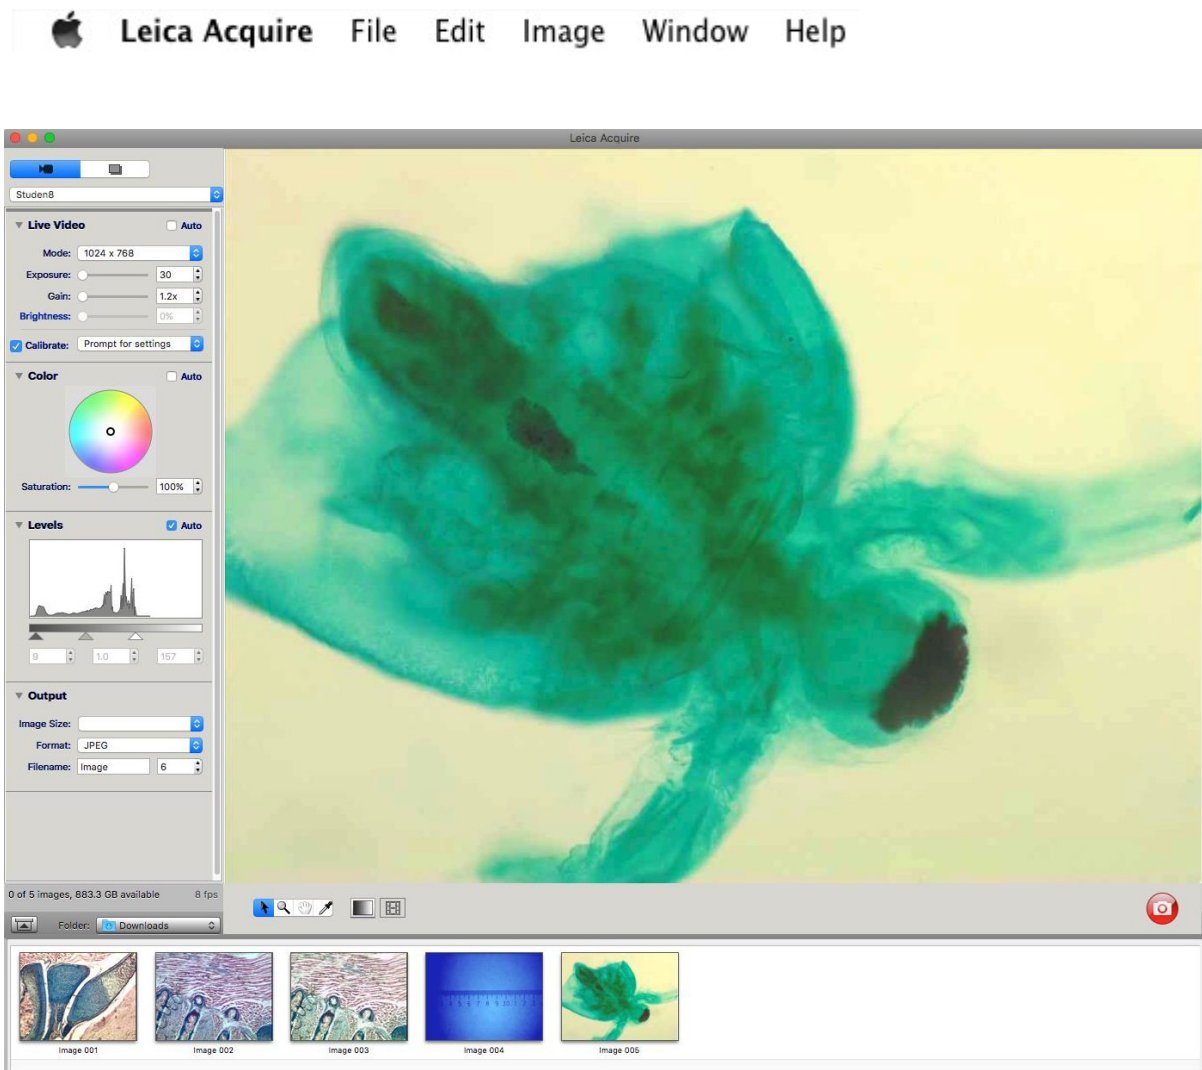 Leica Acquire File Edit Image Window Help
Leica Acquire
Studen8
Live Video Auto
Mode: 1024 x 768
Exposure: 30
Gain: 1.2x
Brightness: 0%
Calibrate: Prompt for settings
Color Auto
Saturation: 100%
Levels Auto
9 1.0 157
Output
Image Size:
Format: JPEG
Filename: Image 6
0 of 5 images, 883.3 GB available 8 fps
Folder: Downloads
Image 001 Image 002 Image 003 Image 004 Image 005